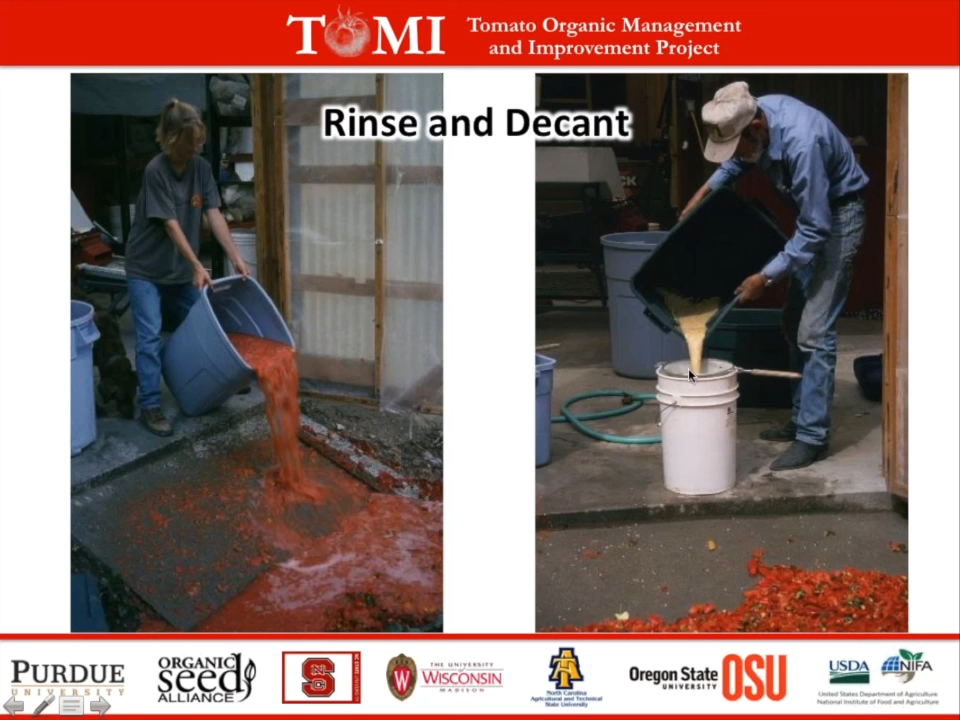 TOMI
Tomato Organic Management
and Improvement Project
Rinse and Decant
PURDUE
UNIVERSITY
ORGANIC
seed
ALLIANCE
S
THE UNIVERSITY
of
WISCONSIN
MADISON
A T
North Carolina
Agricultural and Technical
State University
Oregon State
UNIVERSITY
OSU
USDA
NIFA
United States Department of Agriculture
National Institute of Food and Agriculture